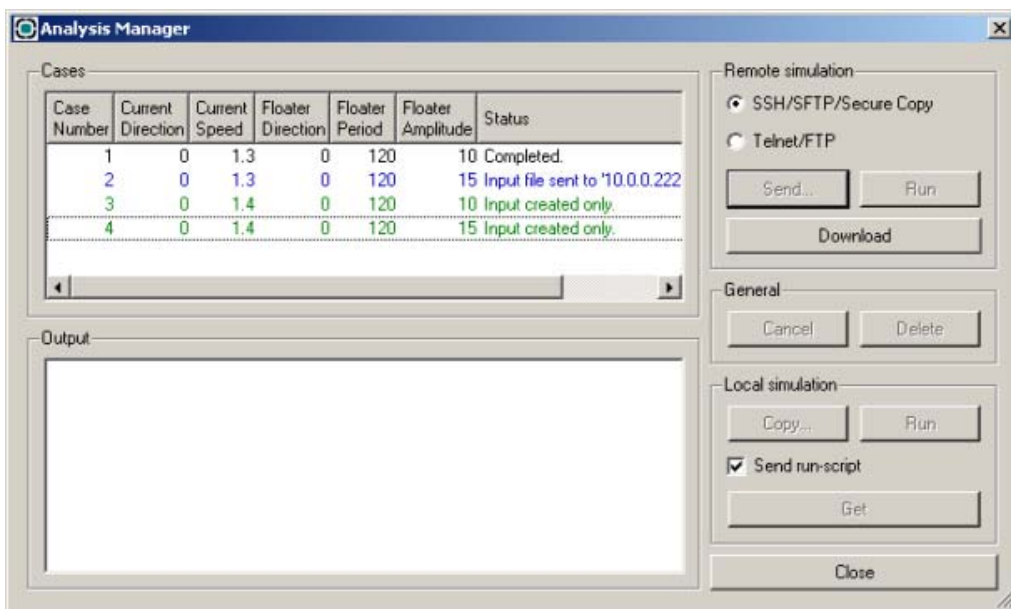 Analysis Manager
Cases
Case Number Current Direction Current Speed Floater Direction Floater Period Floater Amplitude Status
1 0 1.3 0 120 10 Completed.
2 0 1.3 0 120 15 Input file sent to '10.0.0.222
3 0 1.4 0 120 10 Input created only.
4 0 1.4 0 120 15 Input created only.
Output
Remote simulation
SSH/SFTP/Secure Copy
Telnet/FTP
Send... Run
Download
General
Cancel Delete
Local simulation
Copy... Run
Send run-script
Get
Close